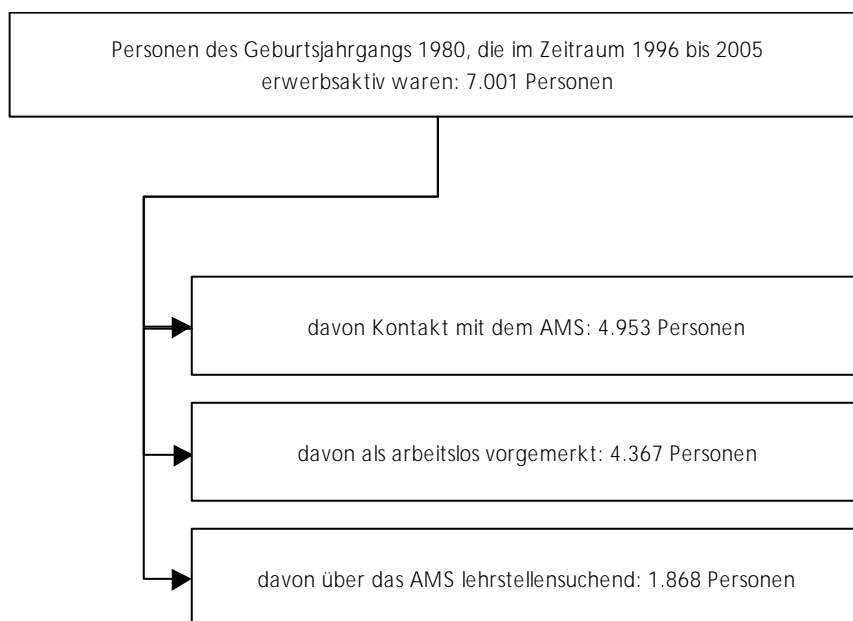 Personen des Geburtsjahrgangs 1980, die im Zeitraum 1996 bis 2005
erwerbsaktiv waren: 7.001 Personen
davon Kontakt mit dem AMS: 4.953 Personen
davon als arbeitslos vorgemerkt: 4.367 Personen
davon über das AMS lehrstellensuchend: 1.868 Personen